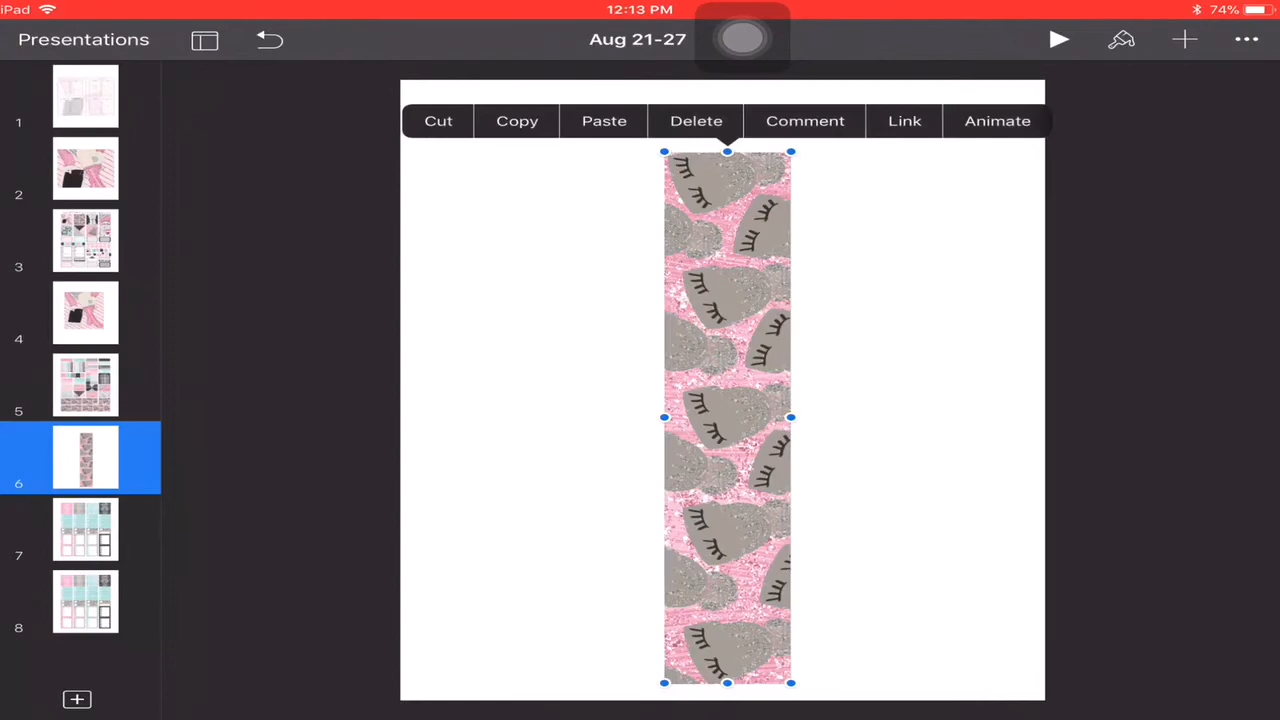 iPad 12:13 PM 74%
Presentations Aug 21-27
Cut Copy Paste Delete Comment Link Animate
1
2
3
4
5
6
7
8